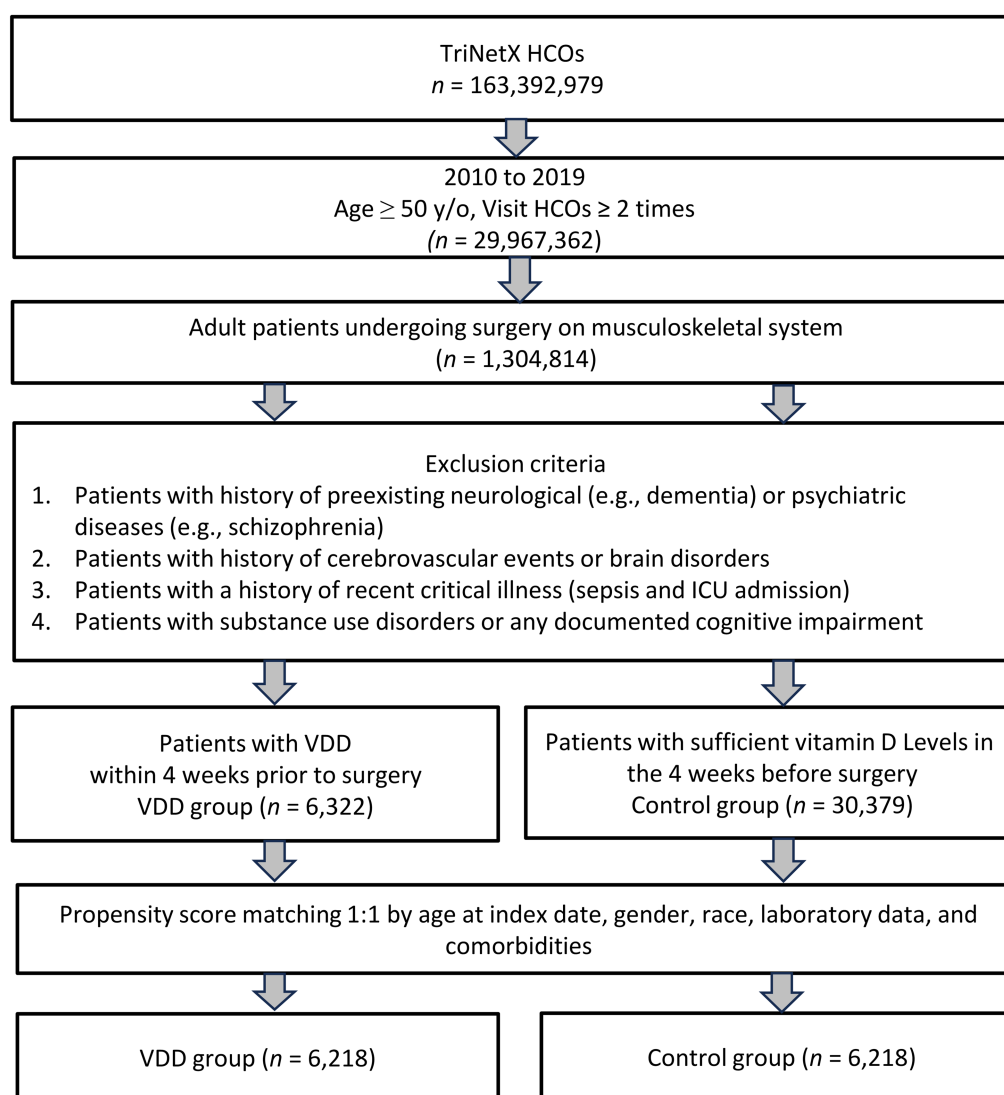 TriNetX HCOs
n = 163,392,979
2010 to 2019
Age ≥ 50 y/o, Visit HCOs ≥ 2 times
(n = 29,967,362)
Adult patients undergoing surgery on musculoskeletal system
(n = 1,304,814)
Exclusion criteria
1. Patients with history of preexisting neurological (e.g., dementia) or psychiatric
diseases (e.g., schizophrenia)
2. Patients with history of cerebrovascular events or brain disorders
3. Patients with a history of recent critical illness (sepsis and ICU admission)
4. Patients with substance use disorders or any documented cognitive impairment
Patients with VDD
within 4 weeks prior to surgery
VDD group (n = 6,322)
Patients with sufficient vitamin D Levels in
the 4 weeks before surgery
Control group (n = 30,379)
Propensity score matching 1:1 by age at index date, gender, race, laboratory data, and
comorbidities
VDD group (n = 6,218)
Control group (n = 6,218)